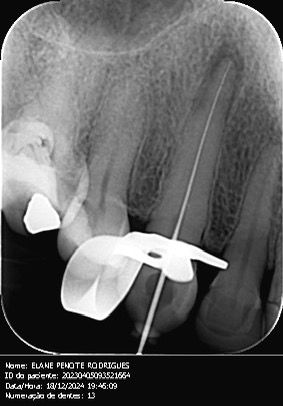 Nome: ELANE PENOTE RODRIGUES
ID do paciente: 20230405093521664
Data/Hora: 18/12/2024 19:46:09
Numeração de dentes: 13